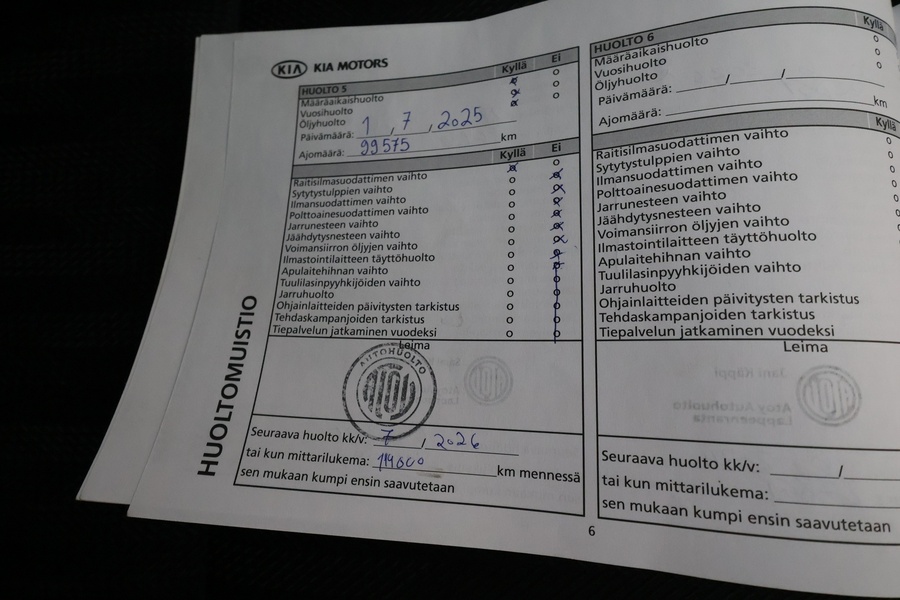 KIA KIA MOTORS
HUOLTO 5 Kyllä Ei
Määräaikaishuolto o
Vuosihuolto o
Öljyhuolto o
Päivämäärä: 1 , 7 , 2025
Ajomäärä: 99575 km
Kyllä Ei
Raitisilmasuodattimen vaihto o
Sytytystulppien vaihto o
Ilmansuodattimen vaihto o
Polttoainesuodattimen vaihto o
Jarrunesteen vaihto o
Jäähdytysnesteen vaihto o
Voimansiirron öljyjen vaihto o
Ilmastointilaitteen täyttöhuolto o
Apulaitehihnan vaihto o
Tuulilasinpyyhkijöiden vaihto o o
Jarruhuolto o o
Ohjainlaitteiden päivitysten tarkistus o o
Tehdaskampanjoiden tarkistus o o
Tiepalvelun jatkaminen vuodeksi o o
Leima
AUTOHUOLTO
Seuraava huolto kk/v: 7 / 2026
tai kun mittarilukema: km mennessä
sen mukaan kumpi ensin saavutetaan
HUOLTOMUISTIO
6
HUOLTO 6 Kyllä
Määräaikaishuolto o
Vuosihuolto o
Öljyhuolto o
Päivämäärä: / /
Ajomäärä: km
Kyllä
Raitisilmasuodattimen vaihto o
Sytytystulppien vaihto o
Ilmansuodattimen vaihto o
Polttoainesuodattimen vaihto o
Jarrunesteen vaihto o
Jäähdytysnesteen vaihto o
Voimansiirron öljyjen vaihto o
Ilmastointilaitteen täyttöhuolto o
Apulaitehihnan vaihto
Tuulilasinpyyhkijöiden vaihto
Jarruhuolto
Ohjainlaitteiden päivitysten tarkistus
Tehdaskampanjoiden tarkistus
Tiepalvelun jatkaminen vuodeksi
Leima
Jani Käppi
Atoy Autohuolto
Lappeenranta
Seuraava huolto kk/v: /
tai kun mittarilukema:
sen mukaan kumpi ensin saavutetaan